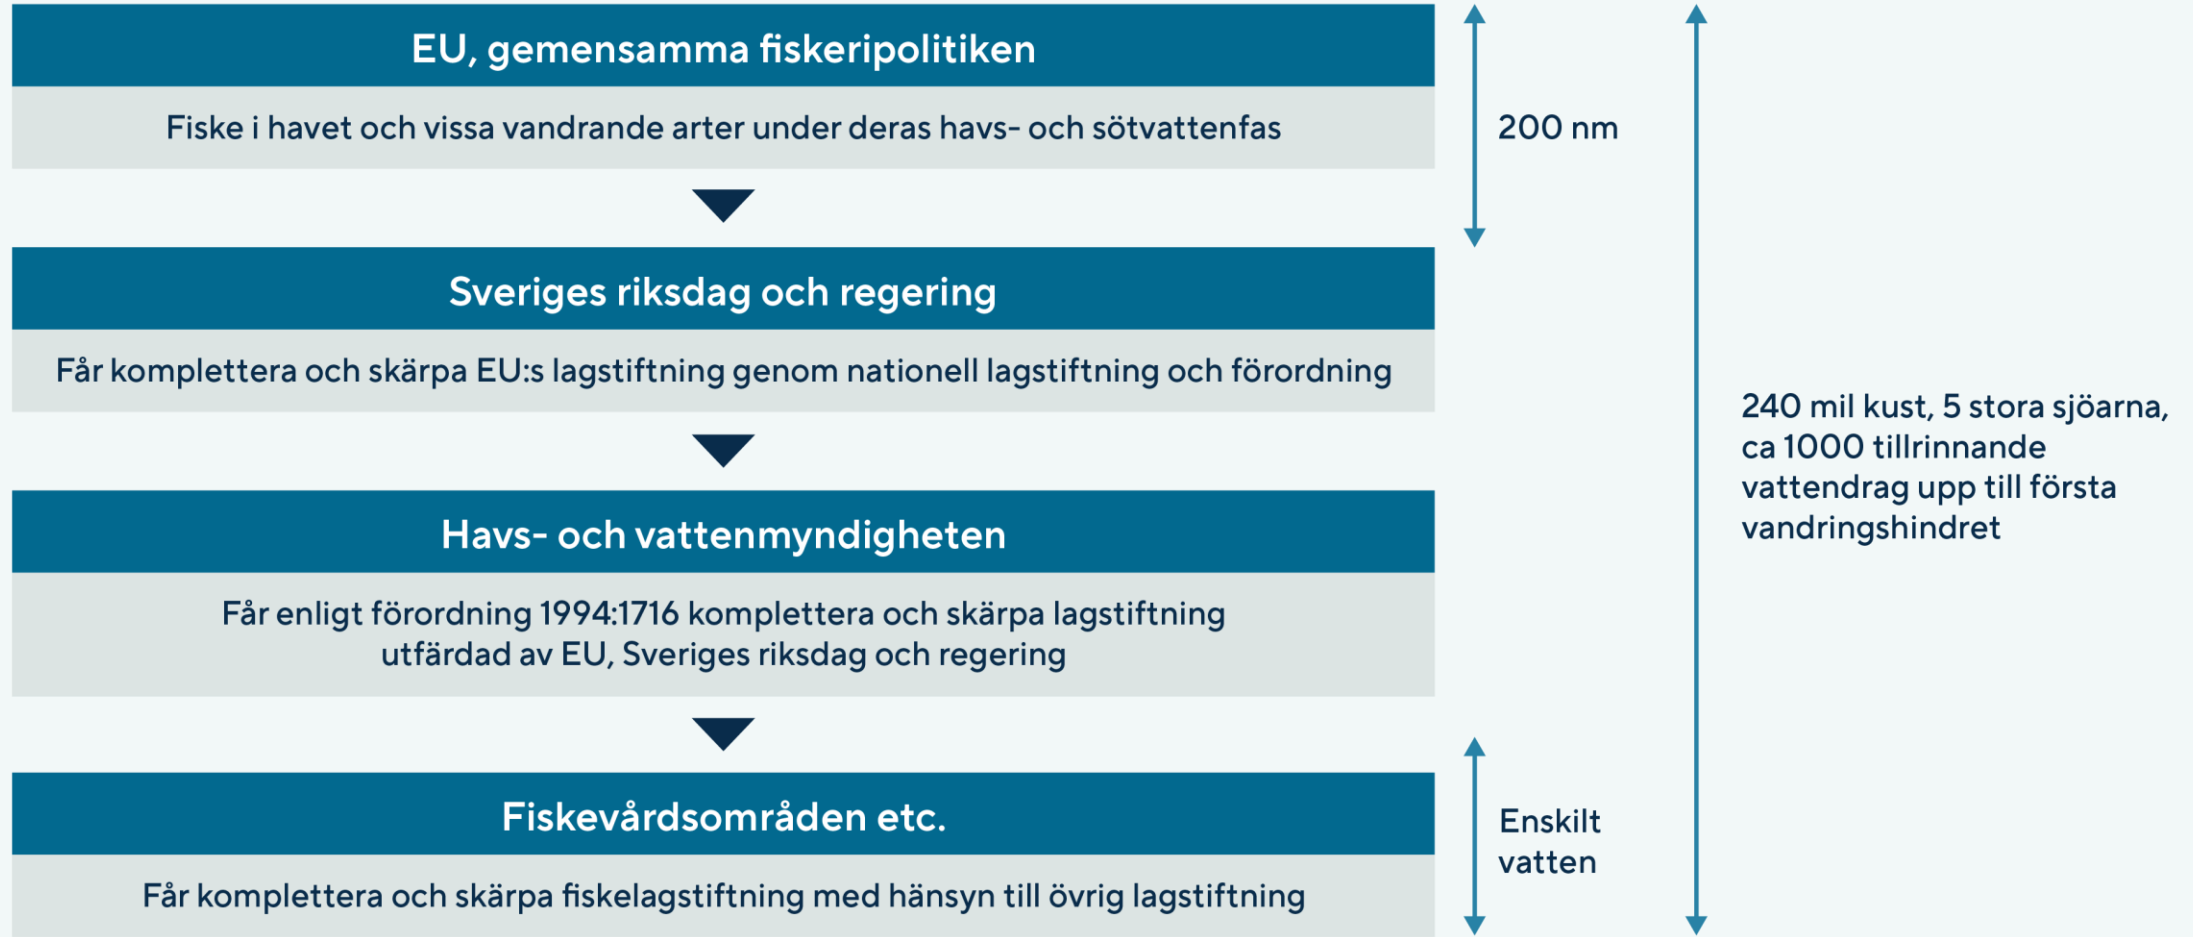 EU, gemensamma fiskeripolitiken
Fiske i havet och vissa vandrande arter under deras havs- och sötvattenfas
200 nm
Sveriges riksdag och regering
Får komplettera och skärpa EU:s lagstiftning genom nationell lagstiftning och förordning
240 mil kust, 5 stora sjöarna,
ca 1000 tillrinnande
vattendrag upp till första
vandringshindret
Havs- och vattenmyndigheten
Får enligt förordning 1994:1716 komplettera och skärpa lagstiftning
utfärdad av EU, Sveriges riksdag och regering
Fiskevårdsområden etc.
Får komplettera och skärpa fiskelagstiftning med hänsyn till övrig lagstiftning
Enskilt
vatten